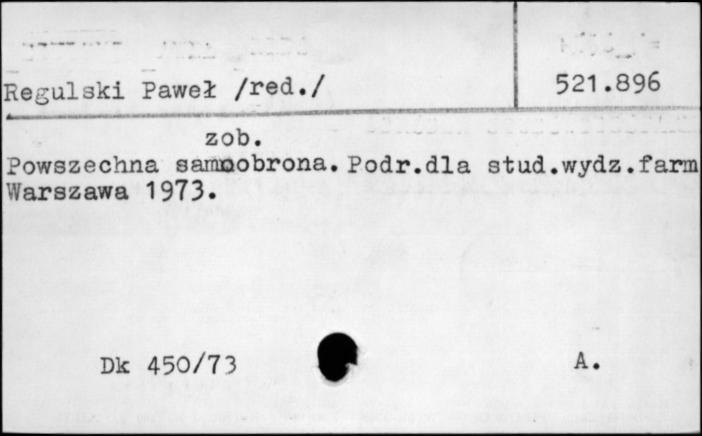 Regulski Paweł /red./ 521.896
zob.
Powszechna samoobrona. Podr.dla stud.wydz.farm
Warszawa 1973.
Dk 450/73 A.